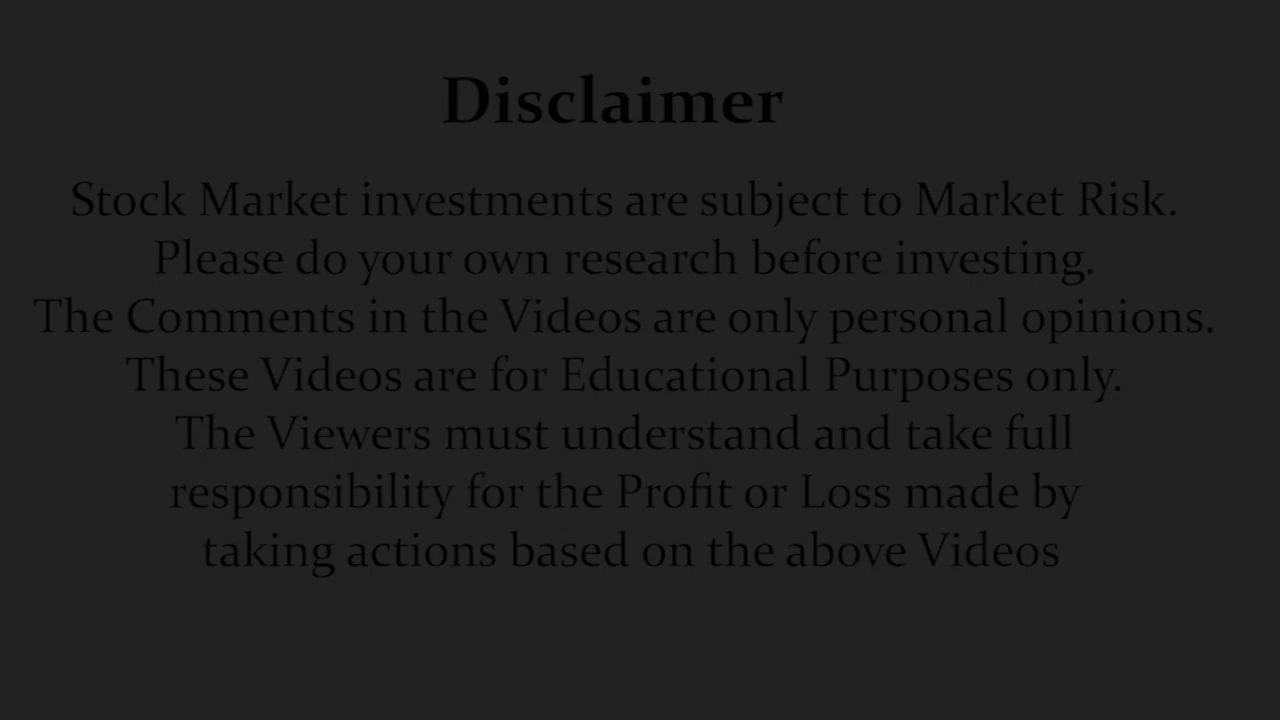 Disclaimer
Stock Market investments are subject to Market Risk.
Please do your own research before investing.
The Comments in the Videos are only personal opinions.
These Videos are for Educational Purposes only.
The Viewers must understand and take full
responsibility for the Profit or Loss made by
taking actions based on the above Videos